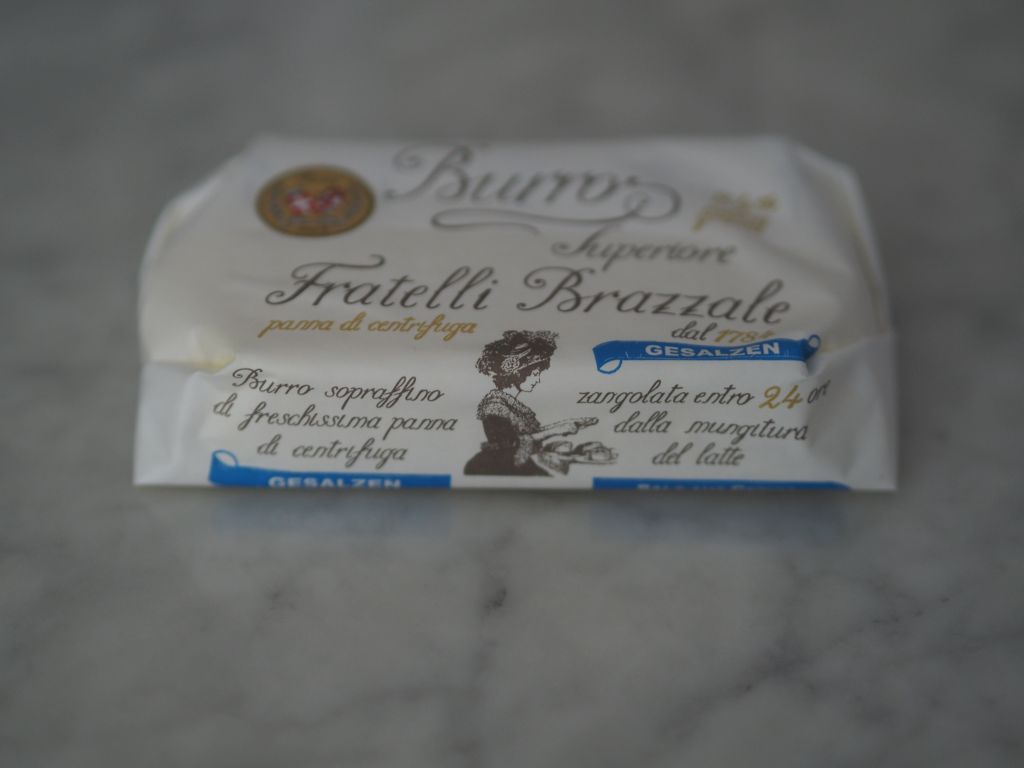 Burro
Superiore
Fratelli Brazzale
panna di centrifuga
dal 1784
GESALZEN
Burro sopraffino
di freschissima panna
di centrifuga
zangolata entro 24 ore
dalla mungitura
del latte
GESALZEN